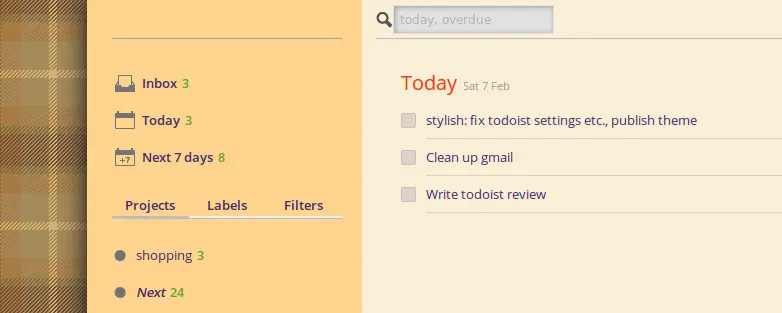 today, overdue
Inbox 3
Today 3
+7 Next 7 days 8
Projects Labels Filters
shopping 3
Next 24
Today Sat 7 Feb
stylish: fix todoist settings etc., publish theme
Clean up gmail
Write todoist review